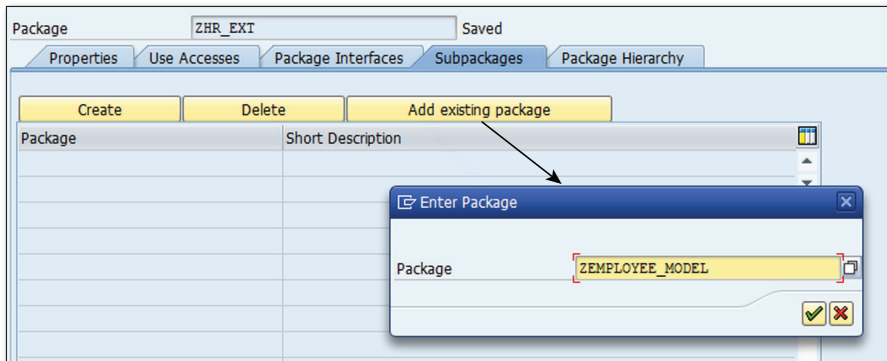 Package ZHR_EXT Saved
Properties Use Accesses Package Interfaces Subpackages Package Hierarchy
Create Delete Add existing package
Package Short Description
Enter Package
Package ZEMPLOYEE_MODEL